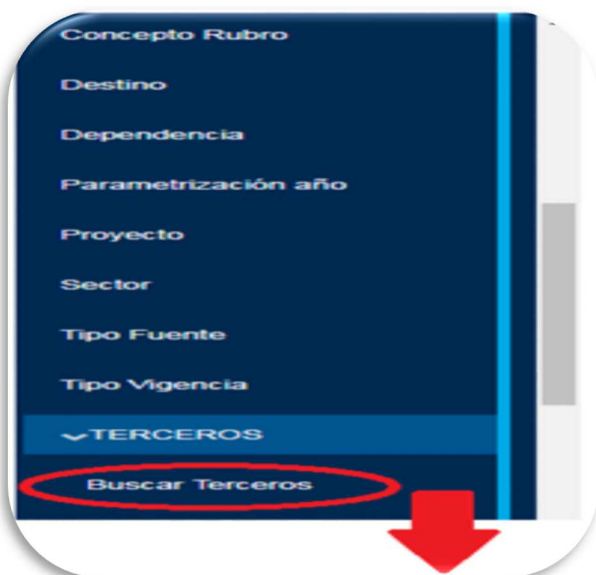 Concepto Rubro
Destino
Dependencia
Parametrización año
Proyecto
Sector
Tipo Fuente
Tipo Vigencia
TERCEROS
Buscar Terceros